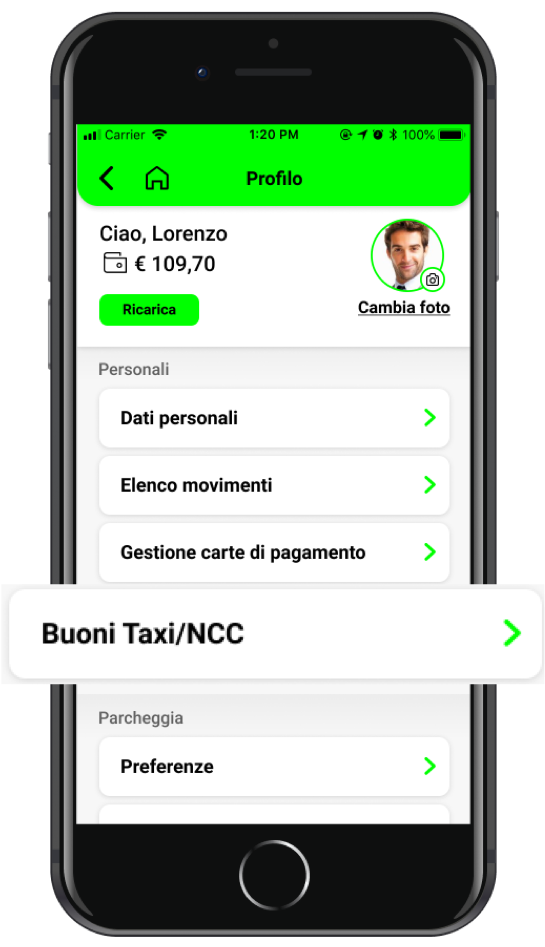 Carrier 1:20 PM 100%
Profilo
Ciao, Lorenzo
€ 109,70
Ricarica
Cambia foto
Personali
Dati personali
Elenco movimenti
Gestione carte di pagamento
Buoni Taxi/NCC
Parcheggia
Preferenze